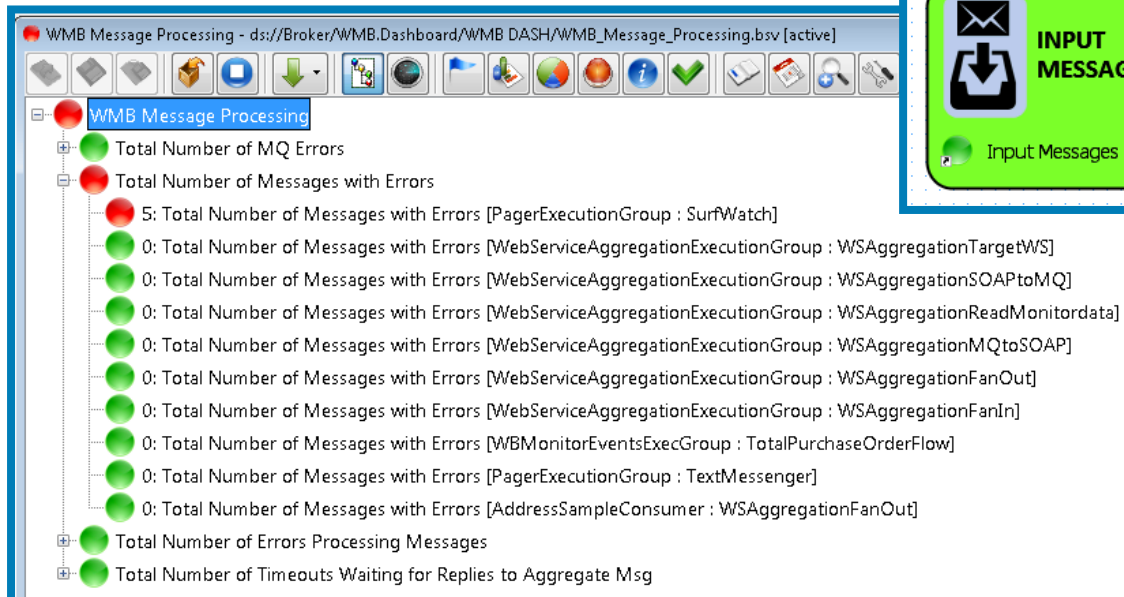 WMB Message Processing - ds://Broker/WMB.Dashboard/WMB DASH/WMB_Message_Processing.bsv [active]
WMB Message Processing
Total Number of MQ Errors
Total Number of Messages with Errors
5: Total Number of Messages with Errors [PagerExecutionGroup : SurfWatch]
0: Total Number of Messages with Errors [WebServiceAggregationExecutionGroup : WSAggregationTargetWS]
0: Total Number of Messages with Errors [WebServiceAggregationExecutionGroup : WSAggregationSOAPtoMQ]
0: Total Number of Messages with Errors [WebServiceAggregationExecutionGroup : WSAggregationReadMonitordata]
0: Total Number of Messages with Errors [WebServiceAggregationExecutionGroup : WSAggregationMQtoSOAP]
0: Total Number of Messages with Errors [WebServiceAggregationExecutionGroup : WSAggregationFanOut]
0: Total Number of Messages with Errors [WebServiceAggregationExecutionGroup : WSAggregationFanIn]
0: Total Number of Messages with Errors [WBMonitorEventsExecGroup : TotalPurchaseOrderFlow]
0: Total Number of Messages with Errors [PagerExecutionGroup : TextMessenger]
0: Total Number of Messages with Errors [AddressSampleConsumer : WSAggregationFanOut]
Total Number of Errors Processing Messages
Total Number of Timeouts Waiting for Replies to Aggregate Msg
INPUT
MESSAG
Input Messages